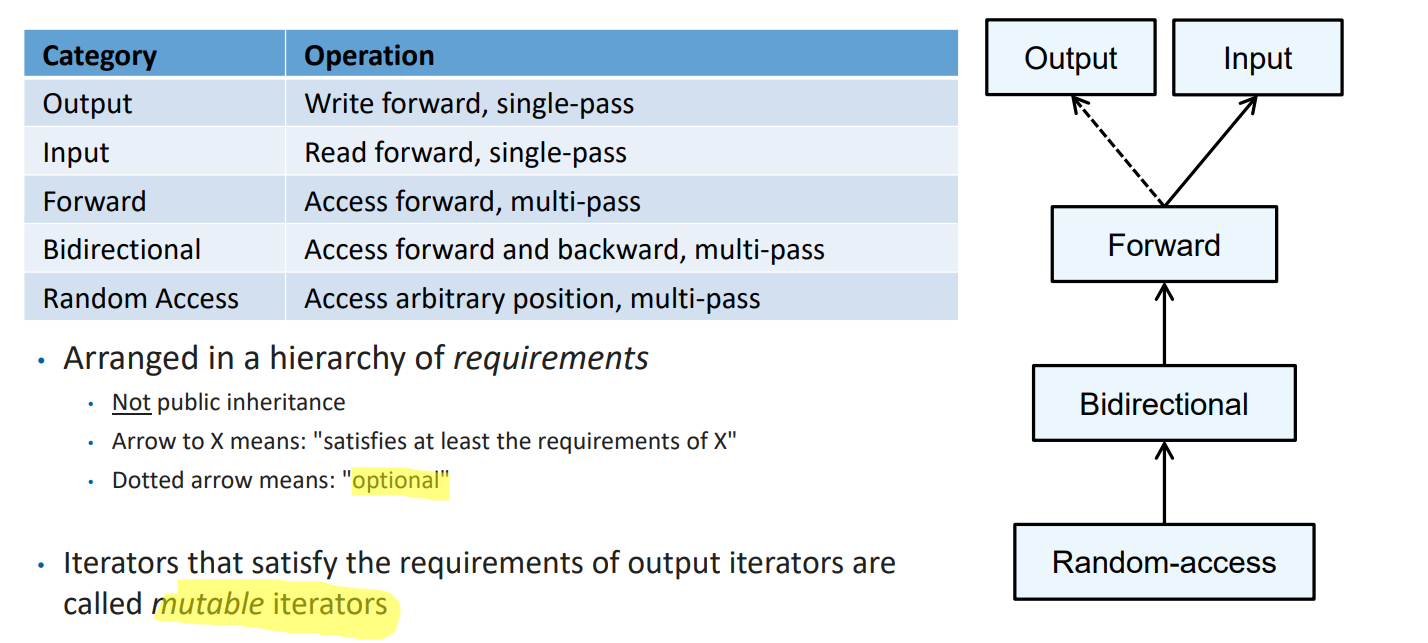 Category Operation
Output Write forward, single-pass
Input Read forward, single-pass
Forward Access forward, multi-pass
Bidirectional Access forward and backward, multi-pass
Random Access Access arbitrary position, multi-pass
• Arranged in a hierarchy of requirements
• Not public inheritance
• Arrow to X means: "satisfies at least the requirements of X"
• Dotted arrow means: "optional"
• Iterators that satisfy the requirements of output iterators are
called mutable iterators
Output Input
Forward
Bidirectional
Random-access